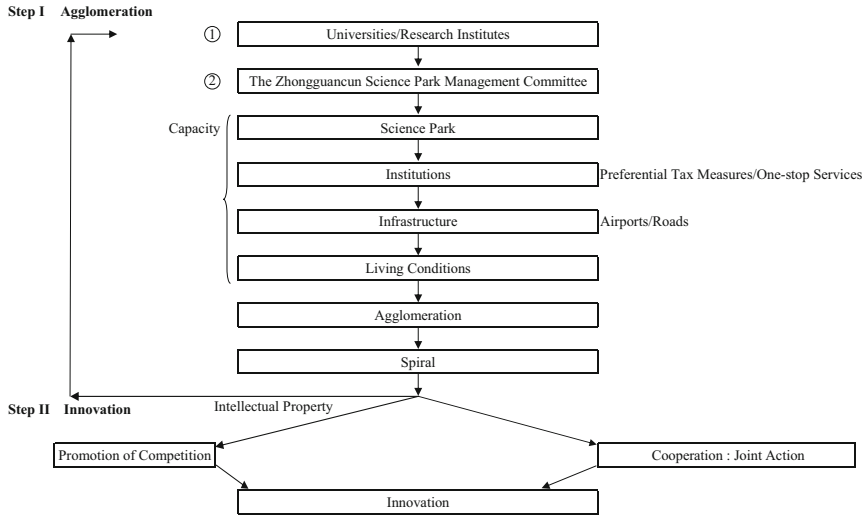 Step I Agglomeration
① Universities/Research Institutes
② The Zhongguancun Science Park Management Committee
Capacity
Science Park
Institutions
Preferential Tax Measures/One-stop Services
Infrastructure
Airports/Roads
Living Conditions
Agglomeration
Spiral
Step II Innovation
Intellectual Property
Promotion of Competition
Cooperation : Joint Action
Innovation